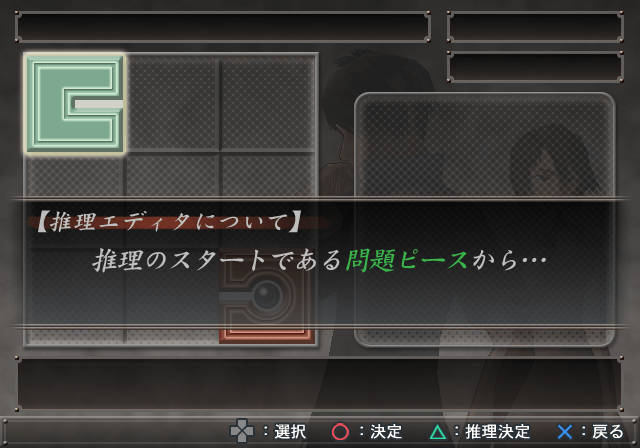 【推理エディタについて】
推理のスタートである問題ピースから…
：選択 ：決定 ：推理決定 ：戻る